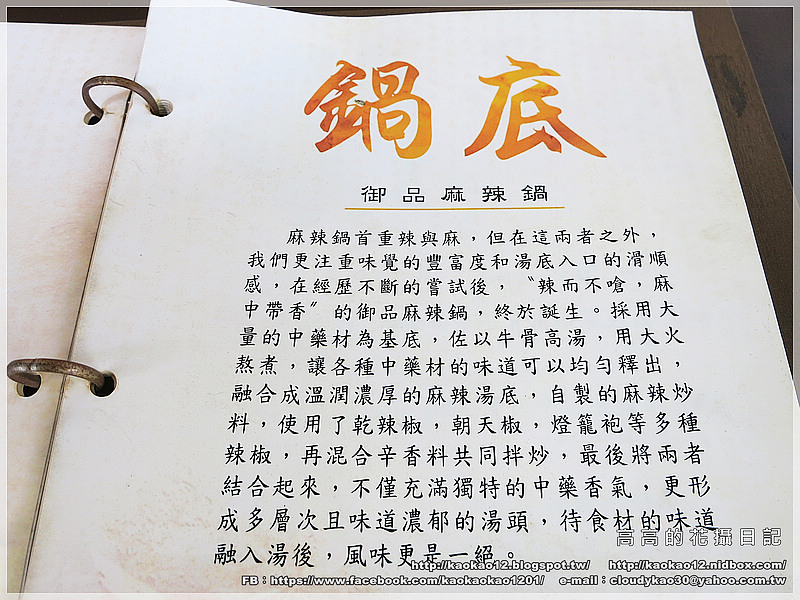 鍋底
御品麻辣鍋
麻辣鍋首重辣與麻，但在這兩者之外，
我們更注重味覺的豐富度和湯底入口的滑順
感，在經歷不斷的嘗試後，〝辣而不嗆，麻
中帶香〞的御品麻辣鍋，終於誕生。採用大
量的中藥材為基底，佐以牛骨高湯，用大火
熬煮，讓各種中藥材的味道可以均勻釋出，
融合成溫潤濃厚的麻辣湯底，自製的麻辣炒
料，使用了乾辣椒，朝天椒，燈籠袍等多種
辣椒，再混合辛香料共同拌炒，最後將兩者
結合起來，不僅充滿獨特的中藥香氣，更形
成多層次且味道濃郁的湯頭，待食材的味道
融入湯後，風味更是一絕。
高高的花攝日記
http://kaokao12.blogspot.tw/ http://kaokao12.nidbox.com/
FB：https://www.facebook.com/kaokaokao1201/ e-mail：cloudykao30@yahoo.com.tw